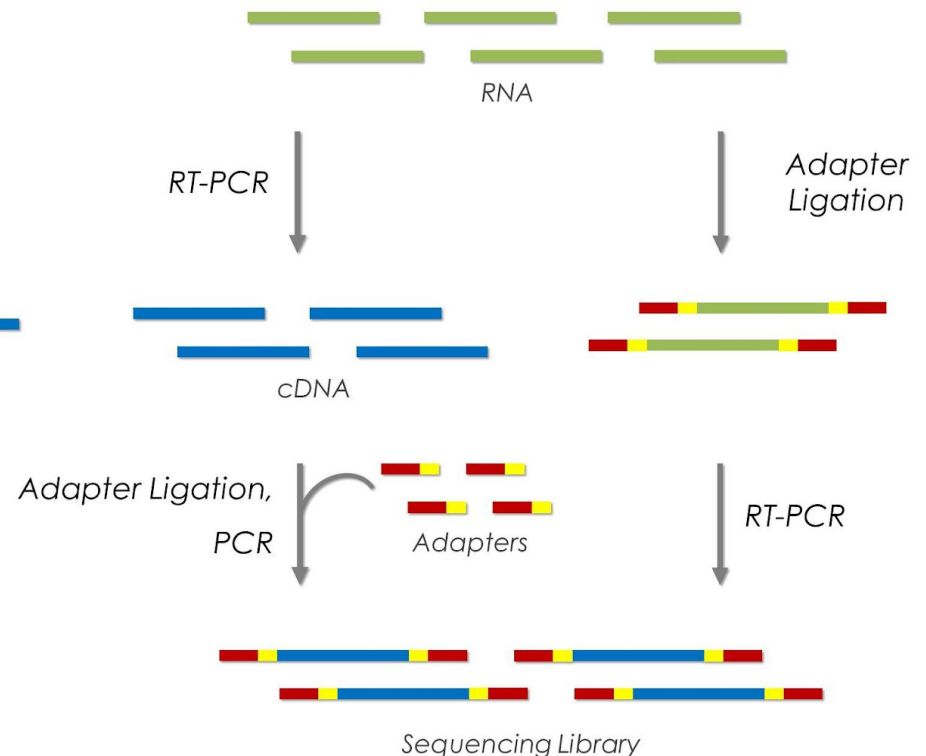 RNA
RT-PCR
Adapter
Ligation
cDNA
Adapter Ligation,
PCR
Adapters
RT-PCR
Sequencing Library